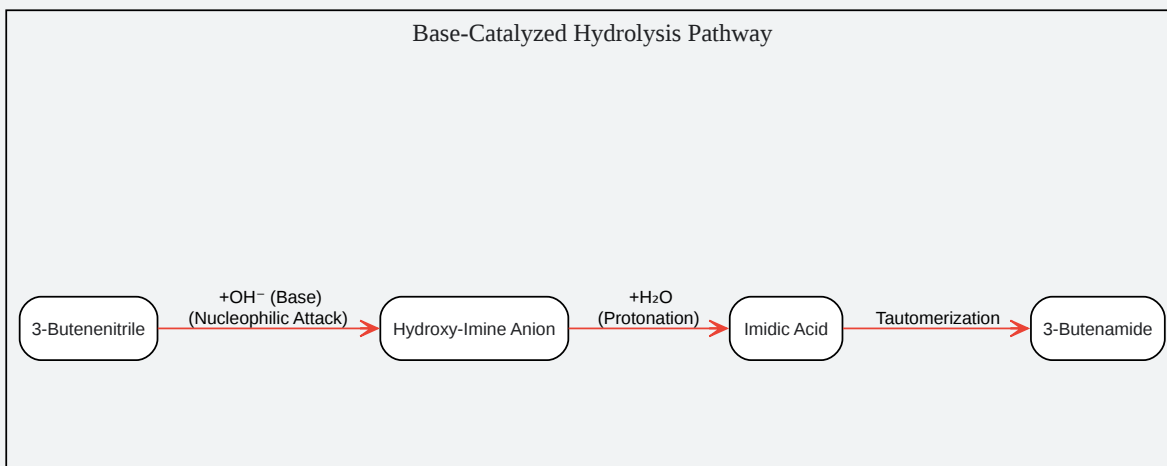 Base-Catalyzed Hydrolysis Pathway
3-Butenenitrile
+OH⁻ (Base)
(Nucleophilic Attack)
Hydroxy-Imine Anion
+H₂O
(Protonation)
Imidic Acid
Tautomerization
3-Butenamide